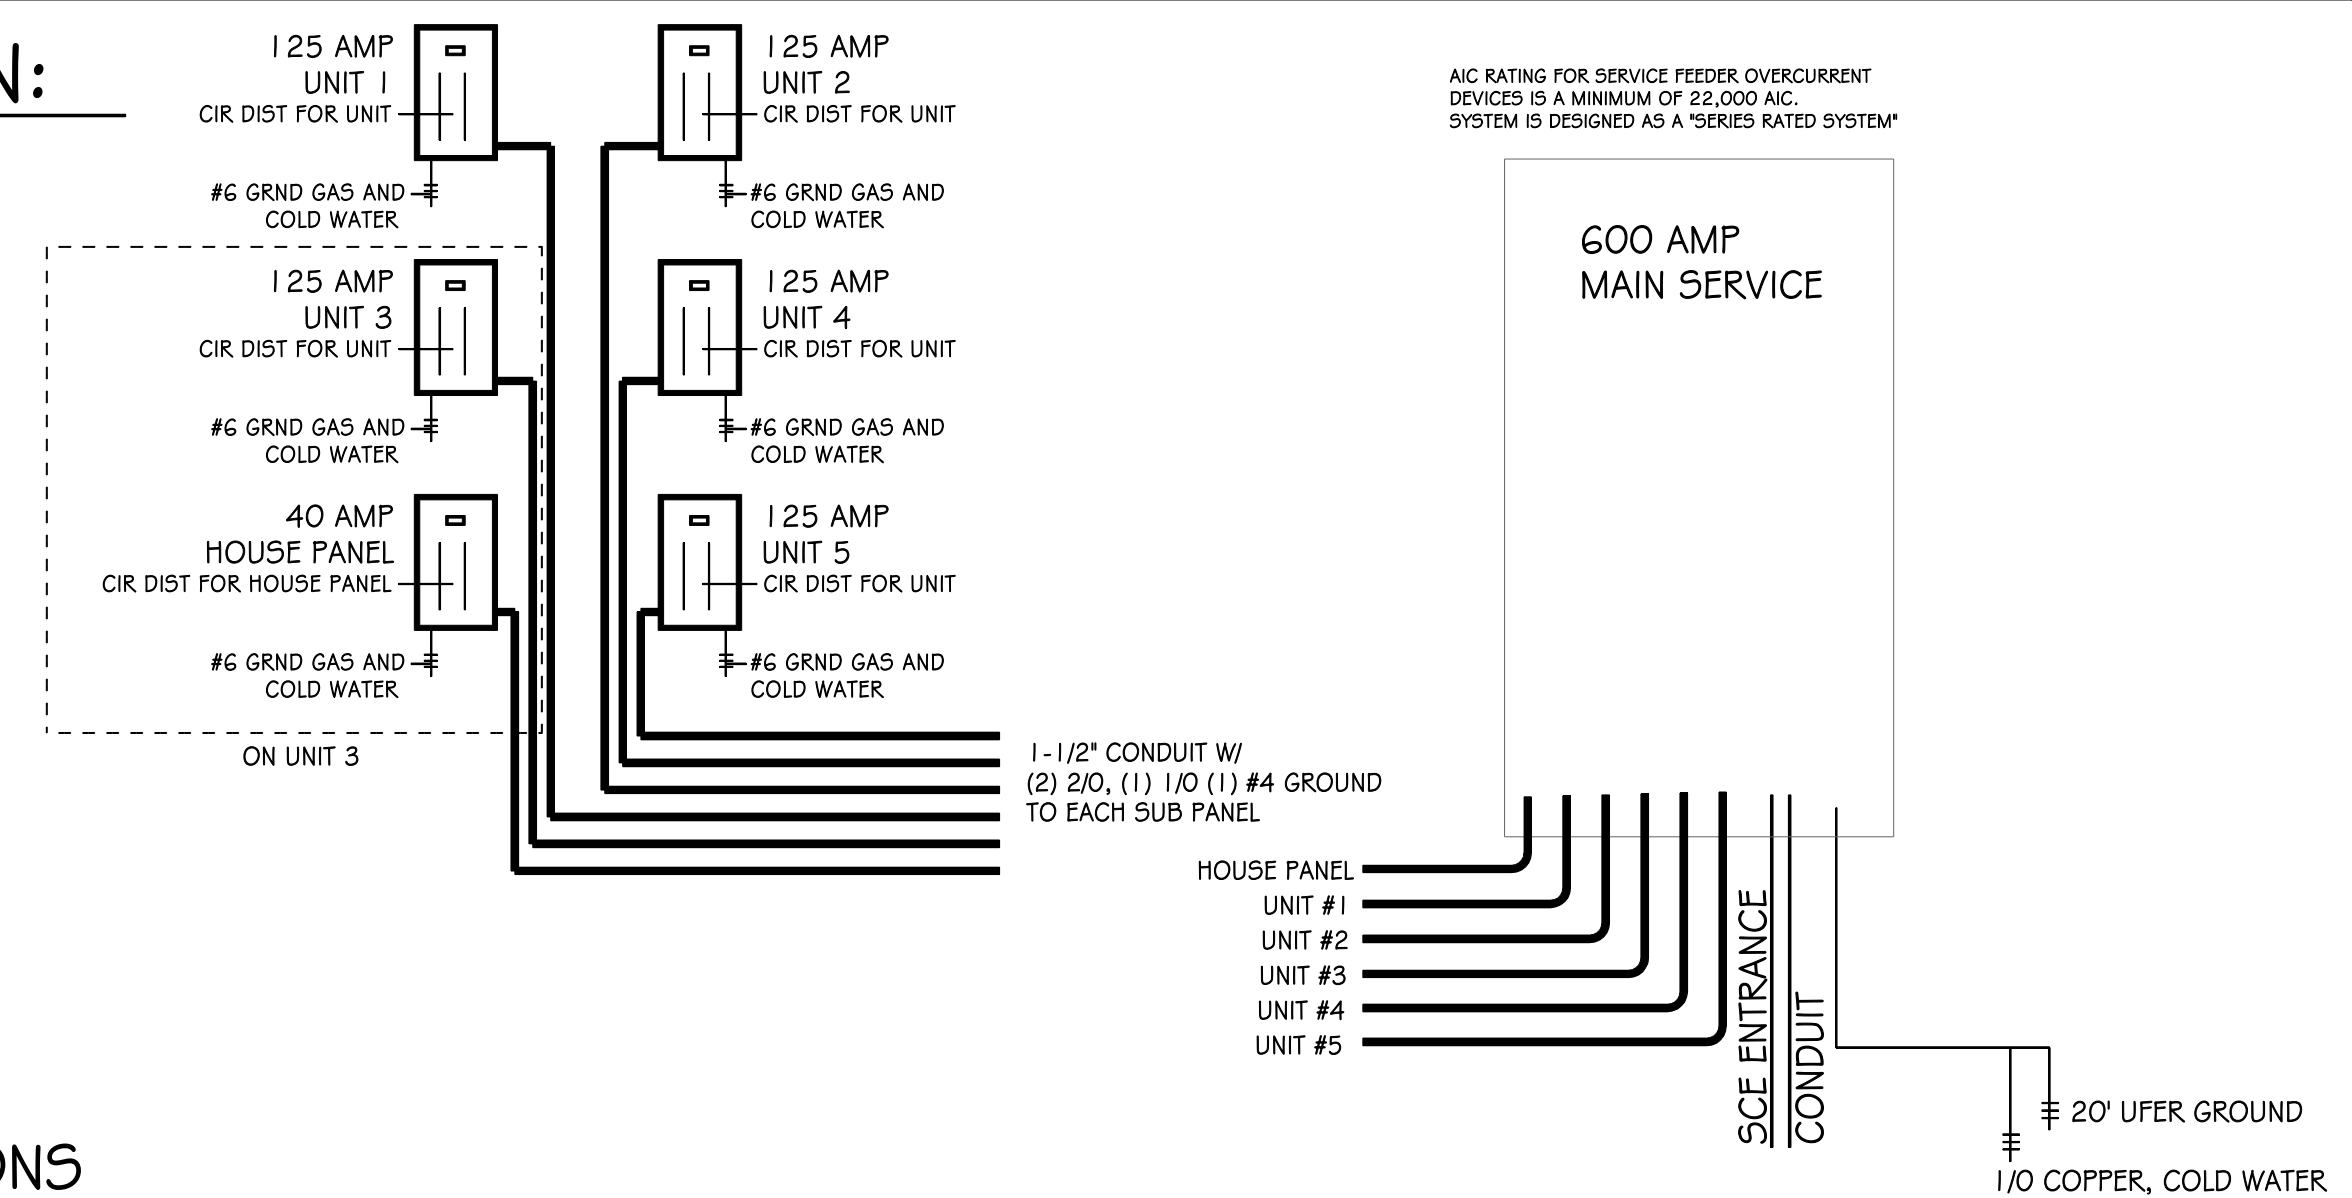 N:
125 AMP
UNIT 1
CIR DIST FOR UNIT
#6 GRND GAS AND
COLD WATER
125 AMP
UNIT 2
CIR DIST FOR UNIT
#6 GRND GAS AND
COLD WATER
125 AMP
UNIT 3
CIR DIST FOR UNIT
#6 GRND GAS AND
COLD WATER
125 AMP
UNIT 4
CIR DIST FOR UNIT
#6 GRND GAS AND
COLD WATER
40 AMP
HOUSE PANEL
CIR DIST FOR HOUSE PANEL
#6 GRND GAS AND
COLD WATER
ON UNIT 3
125 AMP
UNIT 5
CIR DIST FOR UNIT
#6 GRND GAS AND
COLD WATER
1-1/2" CONDUIT W/
(2) 2/0, (1) 1/0 (1) #4 GROUND
TO EACH SUB PANEL
AIC RATING FOR SERVICE FEEDER OVERCURRENT
DEVICES IS A MINIMUM OF 22,000 AIC.
SYSTEM IS DESIGNED AS A "SERIES RATED SYSTEM"
600 AMP
MAIN SERVICE
HOUSE PANEL
UNIT #1
UNIT #2
UNIT #3
UNIT #4
UNIT #5
SCE ENTRANCE
CONDUIT
20' UFER GROUND
1/0 COPPER, COLD WATER
ONS